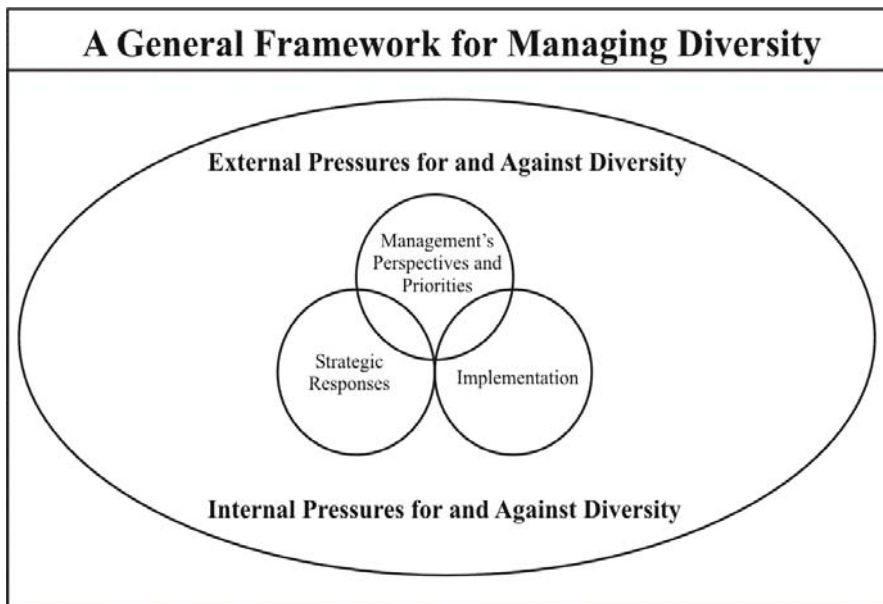 A General Framework for Managing Diversity
External Pressures for and Against Diversity
Management’s
Perspectives and
Priorities
Strategic
Responses
Implementation
Internal Pressures for and Against Diversity